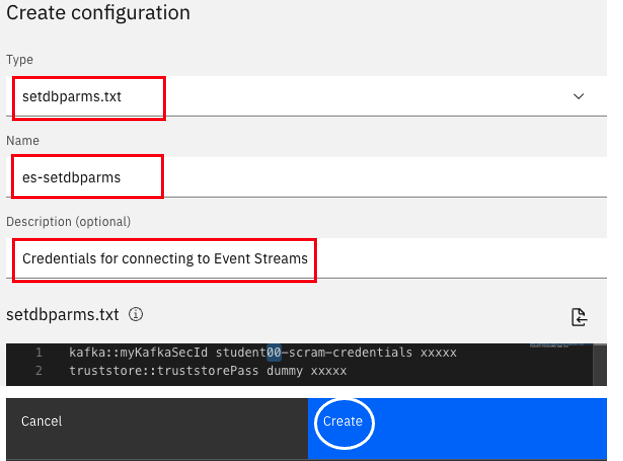 Create configuration
Type
setdbparms.txt
Name
es-setdbparms
Description (optional)
Credentials for connecting to Event Streams
setdbparms.txt
1 kafka::myKafkaSecId student00-scram-credentials xxxxx
2 truststore::truststorePass dummy xxxxx
Cancel
Create